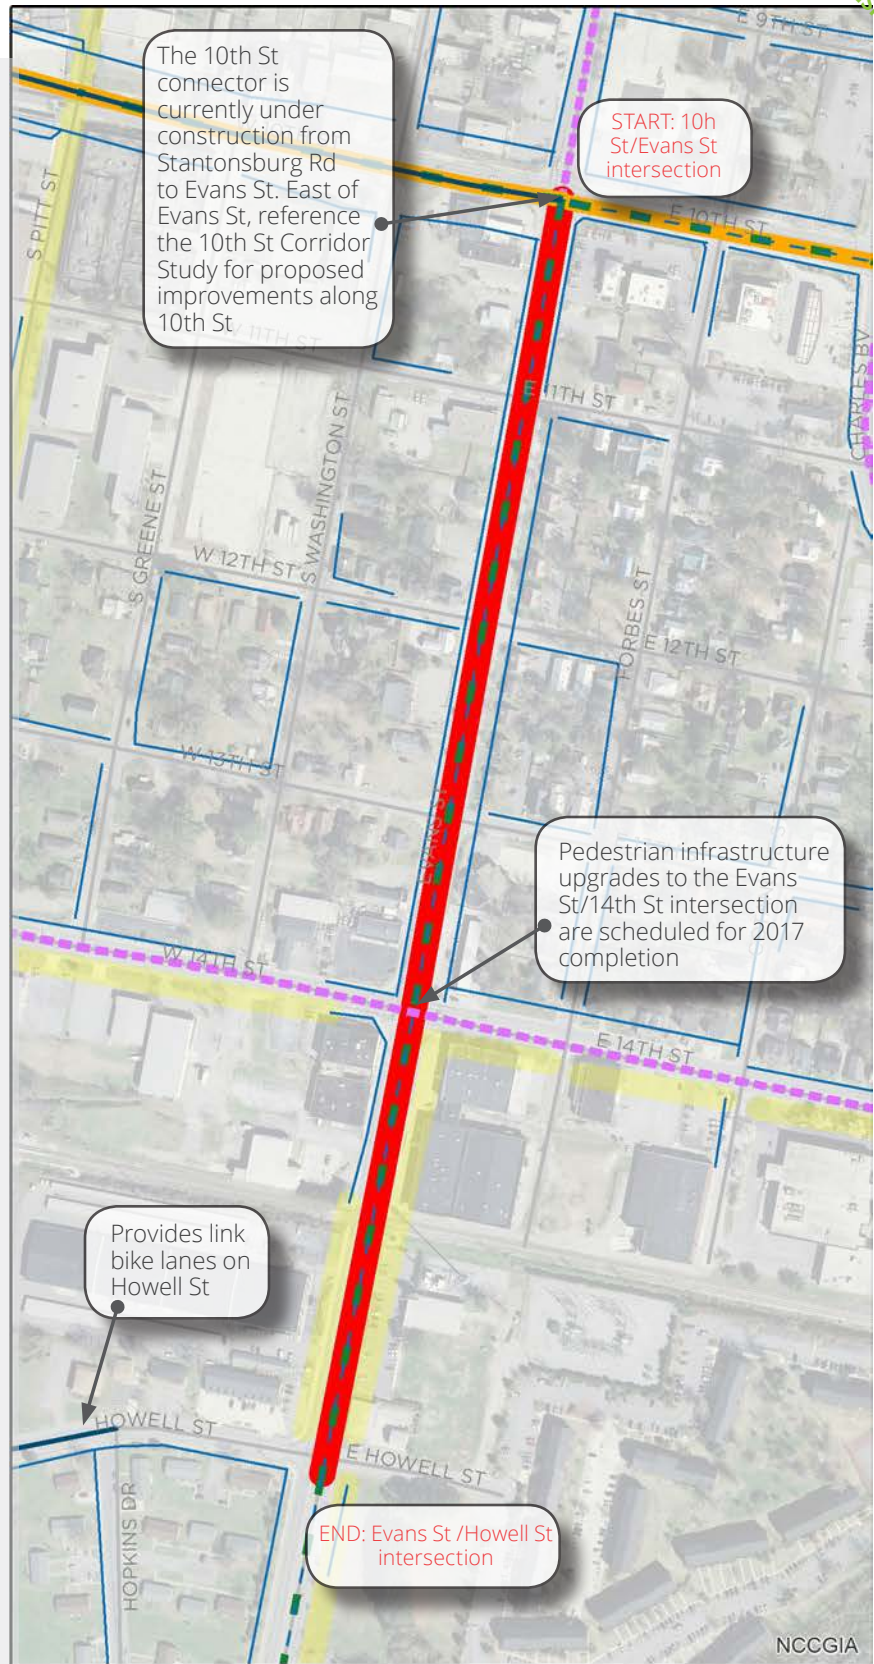 E 9TH ST
The 10th St
connector is
currently under
construction from
Stantonsburg Rd
to Evans St. East of
Evans St, reference
the 10th St Corridor
Study for proposed
improvements along
10th St
START: 10h
St/Evans St
intersection
S PITT ST
E 10TH ST
W 11TH ST
CHARLES BV
E 11TH ST
S WASHINGTON ST
S GREENE ST
W 12TH ST
FORBES ST
E 12TH ST
W 13TH ST
EVANS ST
Pedestrian infrastructure
upgrades to the Evans
St/14th St intersection
are scheduled for 2017
completion
W 14TH ST
E 14TH ST
Provides link
bike lanes on
Howell St
HOWELL ST
E HOWELL ST
HOPKINS DR
END: Evans St /Howell St
intersection
NCCGIA